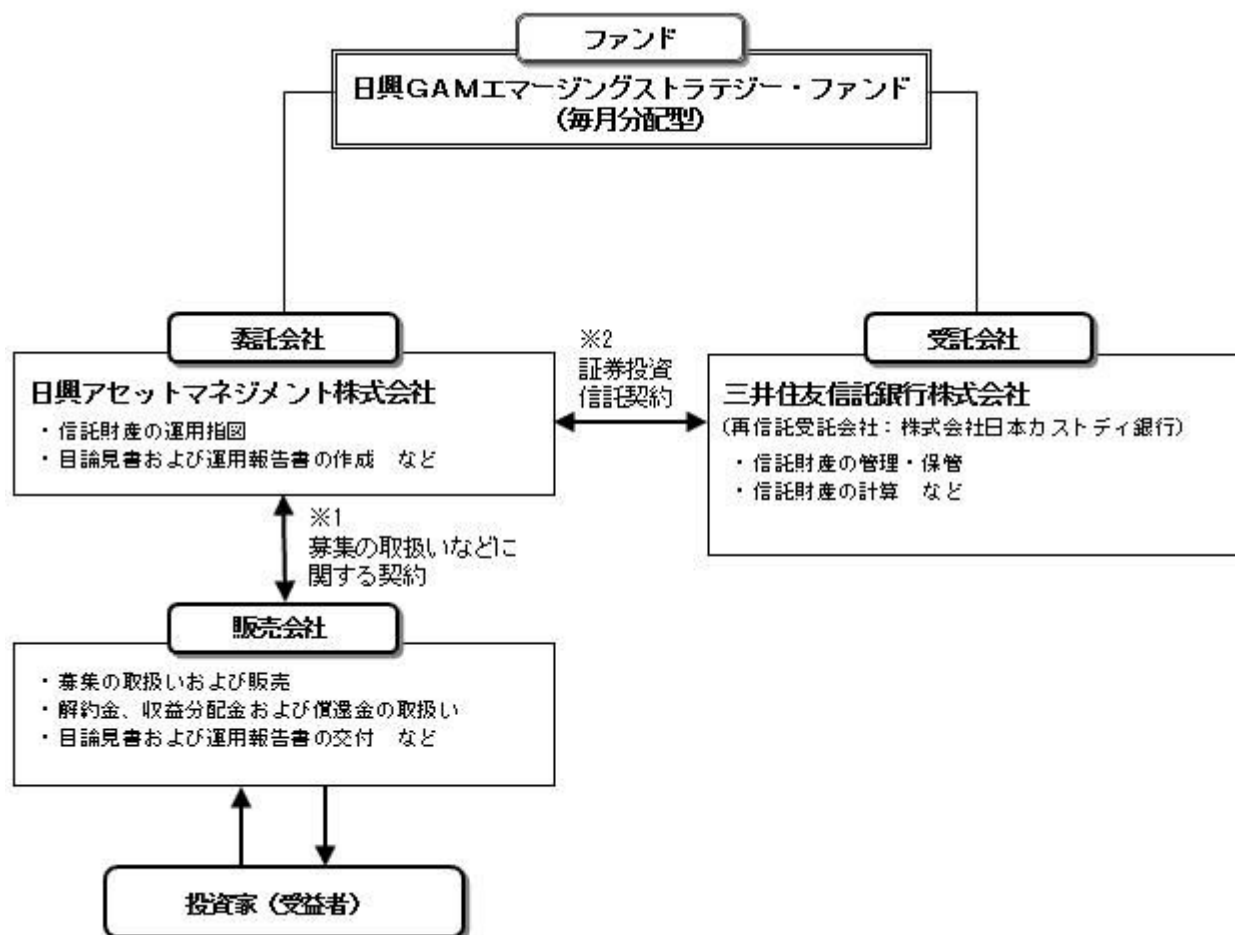 ファンド
日興GAMエマージングストラテジー・ファンド
(毎月分配型)
委託会社
日興アセットマネジメント株式会社
・信託財産の運用指図
・目論見書および運用報告書の作成　など
※2
証券投資
信託契約
受託会社
三井住友信託銀行株式会社
(再信託受託会社：株式会社日本カストディ銀行)
・信託財産の管理・保管
・信託財産の計算　など
※1
募集の取扱いなどに
関する契約
販売会社
・募集の取扱いおよび販売
・解約金、収益分配金および償還金の取扱い
・目論見書および運用報告書の交付　など
投資家（受益者）